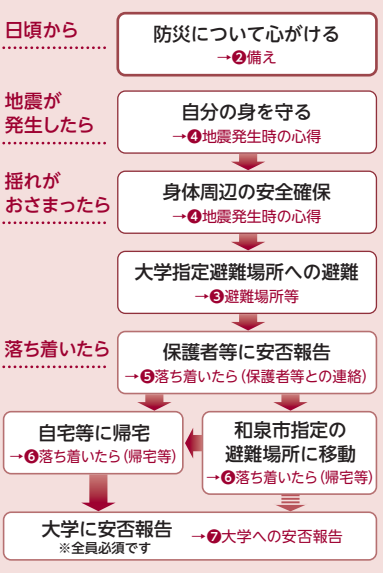 日頃から
防災について心がける
→❷備え
地震が
発生したら
自分の身を守る
→❹地震発生時の心得
揺れが
おさまったら
身体周辺の安全確保
→❹地震発生時の心得
大学指定避難場所への避難
→❸避難場所等
落ち着いたら
保護者等に安否報告
→❺落ち着いたら(保護者等との連絡)
自宅等に帰宅
→❻落ち着いたら(帰宅等)
和泉市指定の
避難場所に移動
→❻落ち着いたら(帰宅等)
大学に安否報告
※全員必須です
→❼大学への安否報告